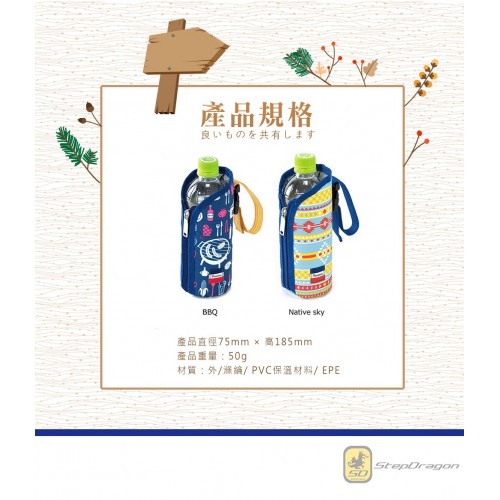 產品規格
良いものを共有します
BBQ
Native sky
產品直徑75mm × 高185mm
產品重量：50g
材質：外/滌綸/ PVC保溫材料/ EPE
SD StepDragon